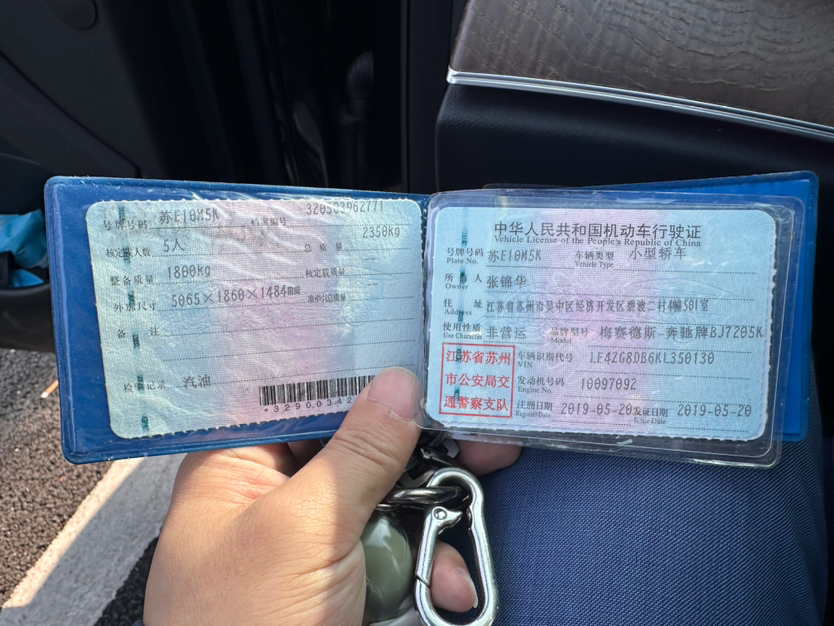 号牌号码 苏E10M5K 档案编号 320503962771
核定载人数 5人 总质量 2350kg
整备质量 1800kg 核定载质量
外廓尺寸 5065×1860×1484mm 准牵引总质量
备 注
检验记录 汽油
中华人民共和国机动车行驶证
Vehicle License of the People's Republic of China
号牌号码 苏E10M5K 车辆类型 小型轿车
Plate No. Vehicle Type
所有人 张锦华
Owner
住 址 江苏省苏州市吴中区经济开发区碧波二村4幢501室
Address
使用性质 非营运 品牌型号 梅赛德斯-奔驰牌BJ7205K
Use Character Model
江苏省苏州
市公安局交
通警察支队
车辆识别代号 LE4ZG8DB6KL350130
VIN
发动机号码 10097092
Engine No.
注册日期 2019-05-20 发证日期 2019-05-20
Register Date Issue Date